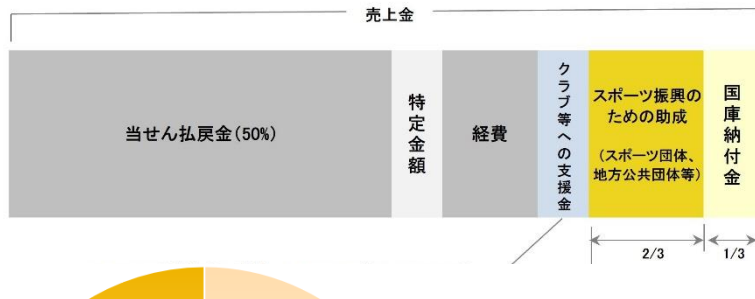 売上金
当せん払戻金(50%)
特定金額
経費
クラブ等への支援金
スポーツ振興の
ための助成
(スポーツ団体、
地方公共団体等)
国庫納付金
2/3
1/3